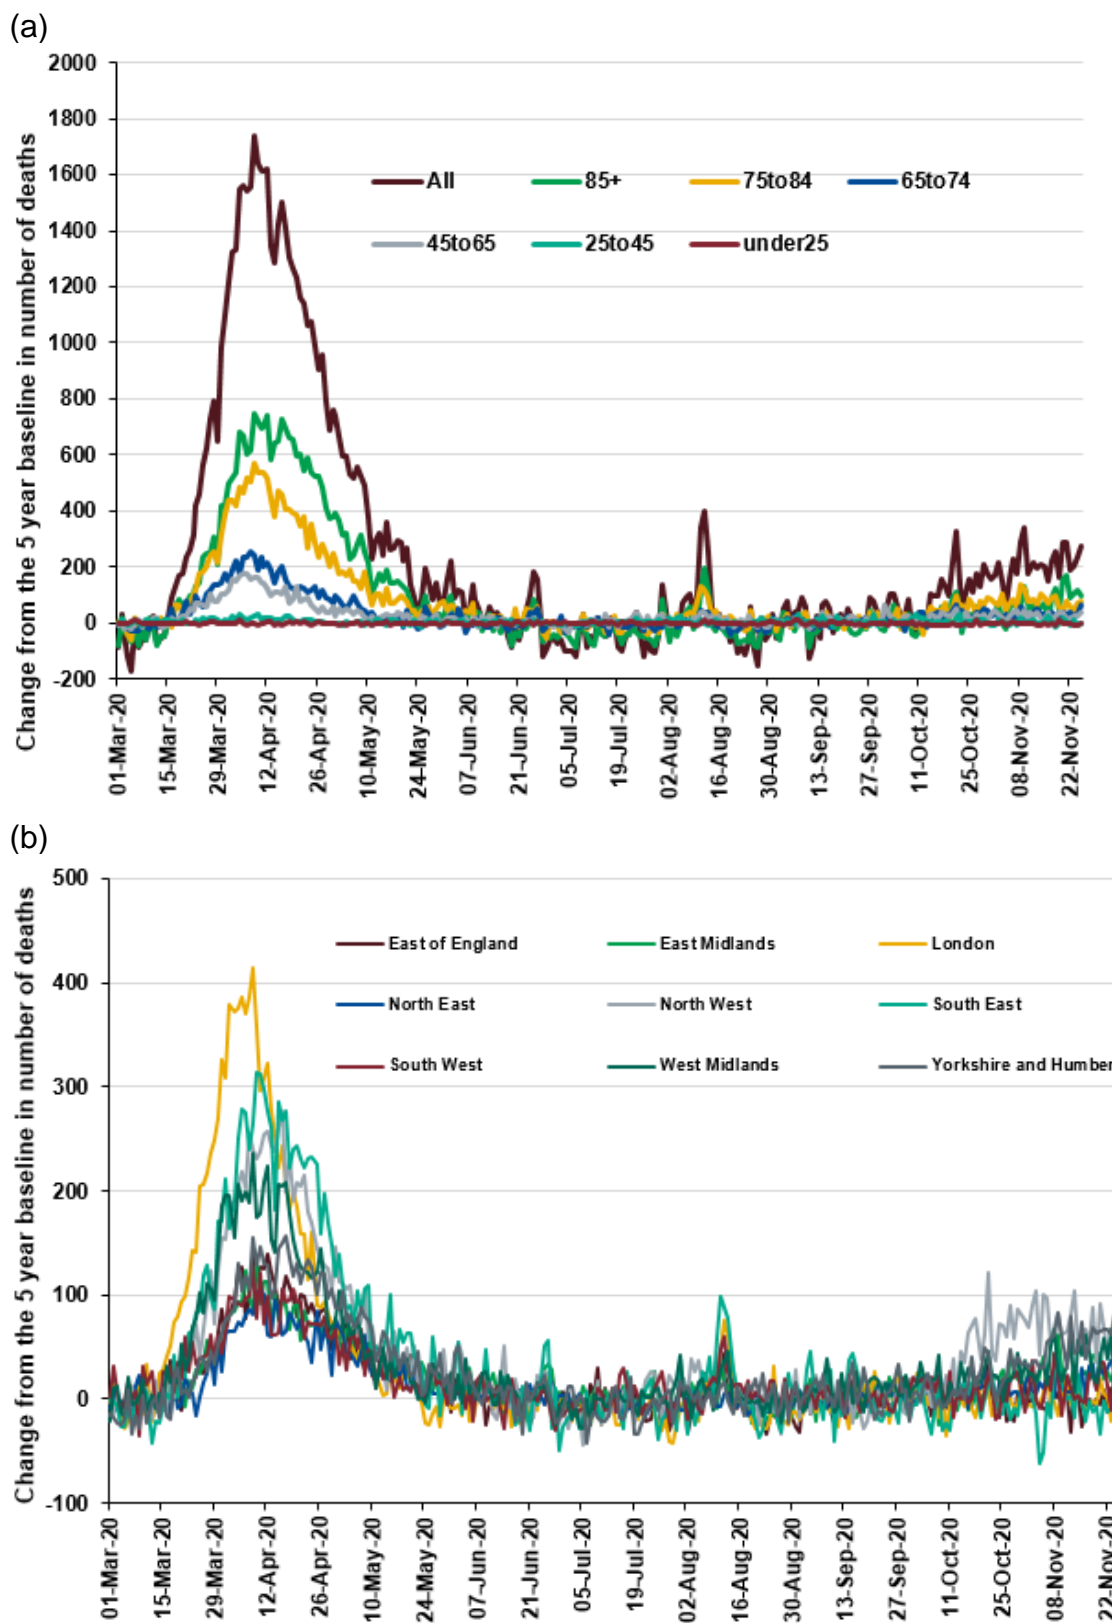 (a)
Change from the 5 year baseline in number of deaths
2000
1800
1600
1400
1200
1000
800
600
400
200
0
-200
All 85+ 75to84 65to74
45to65 25to45 under25
01-Mar-20
15-Mar-20
29-Mar-20
12-Apr-20
26-Apr-20
10-May-20
24-May-20
07-Jun-20
21-Jun-20
05-Jul-20
19-Jul-20
02-Aug-20
16-Aug-20
30-Aug-20
13-Sep-20
27-Sep-20
11-Oct-20
25-Oct-20
08-Nov-20
22-Nov-20
(b)
Change from the 5 year baseline in number of deaths
500
400
300
200
100
0
-100
East of England East Midlands London
North East North West South East
South West West Midlands Yorkshire and Humber
01-Mar-20
15-Mar-20
29-Mar-20
12-Apr-20
26-Apr-20
10-May-20
24-May-20
07-Jun-20
21-Jun-20
05-Jul-20
19-Jul-20
02-Aug-20
16-Aug-20
30-Aug-20
13-Sep-20
27-Sep-20
11-Oct-20
25-Oct-20
08-Nov-20
22-Nov-20